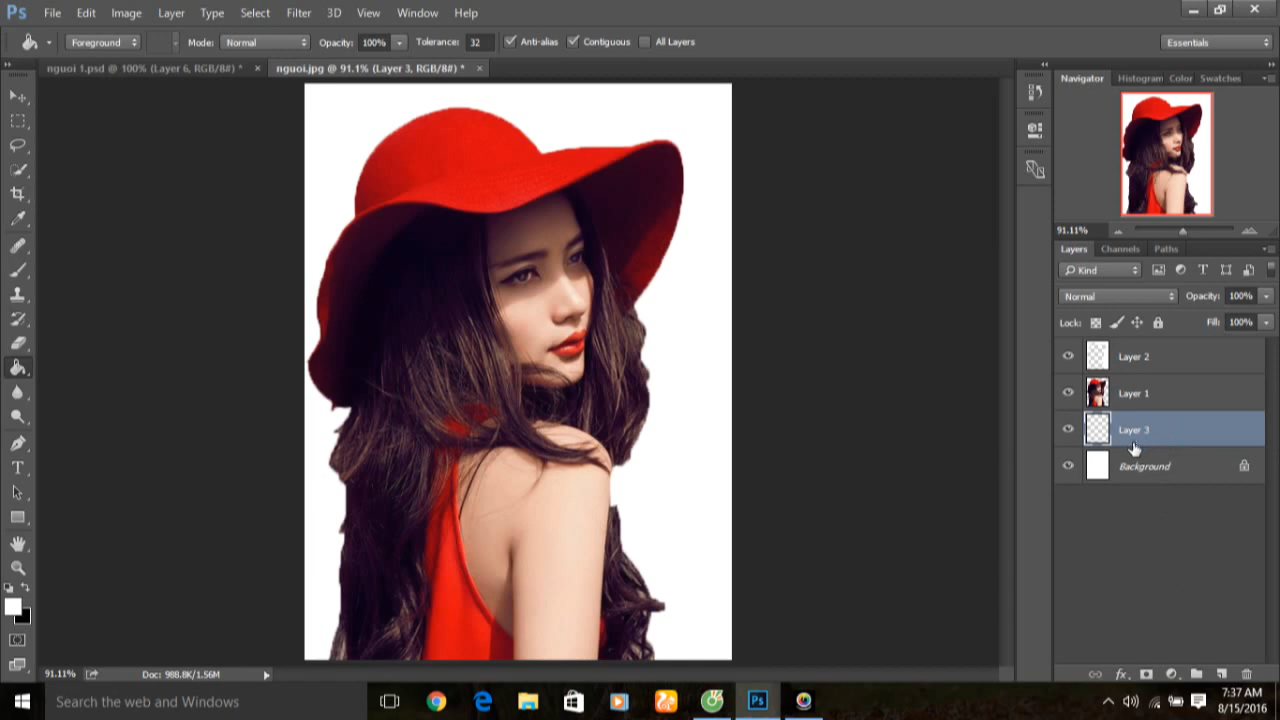 Ps File Edit Image Layer Type Select Filter 3D View Window Help
Foreground Mode: Normal Opacity: 100% Tolerance: 32 Anti-alias Contiguous All Layers Essentials
nguoi 1.psd @ 100% (Layer 6, RGB/8#) * × nguoi.jpg @ 91.1% (Layer 3, RGB/8#) * ×
Navigator Histogram Color Swatches
91.11%
Layers Channels Paths
Kind
Normal Opacity: 100%
Lock: Fill: 100%
Layer 2
Layer 1
Layer 3
Background
91.11% Doc: 988.8K/1.56M
Search the web and Windows
Ps
7:37 AM
8/15/2016